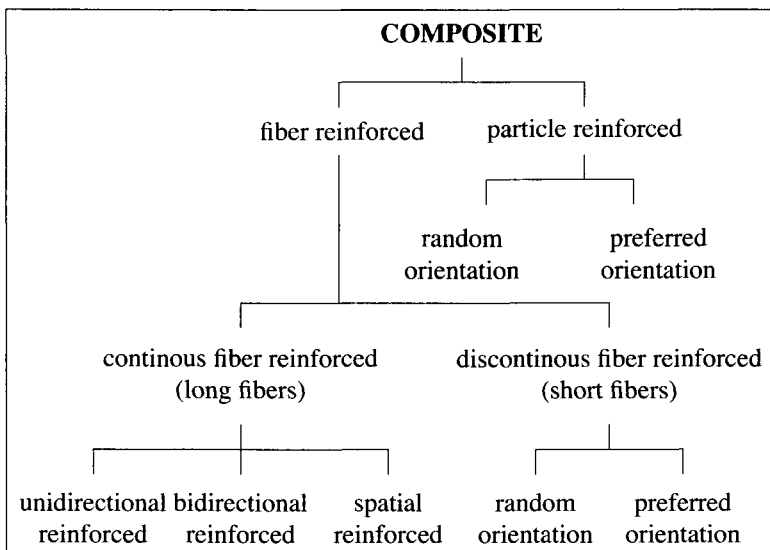 COMPOSITE
fiber reinforced particle reinforced
random preferred
orientation orientation
continous fiber reinforced discontinous fiber reinforced
(long fibers) (short fibers)
unidirectional bidirectional spatial random preferred
reinforced reinforced reinforced orientation orientation